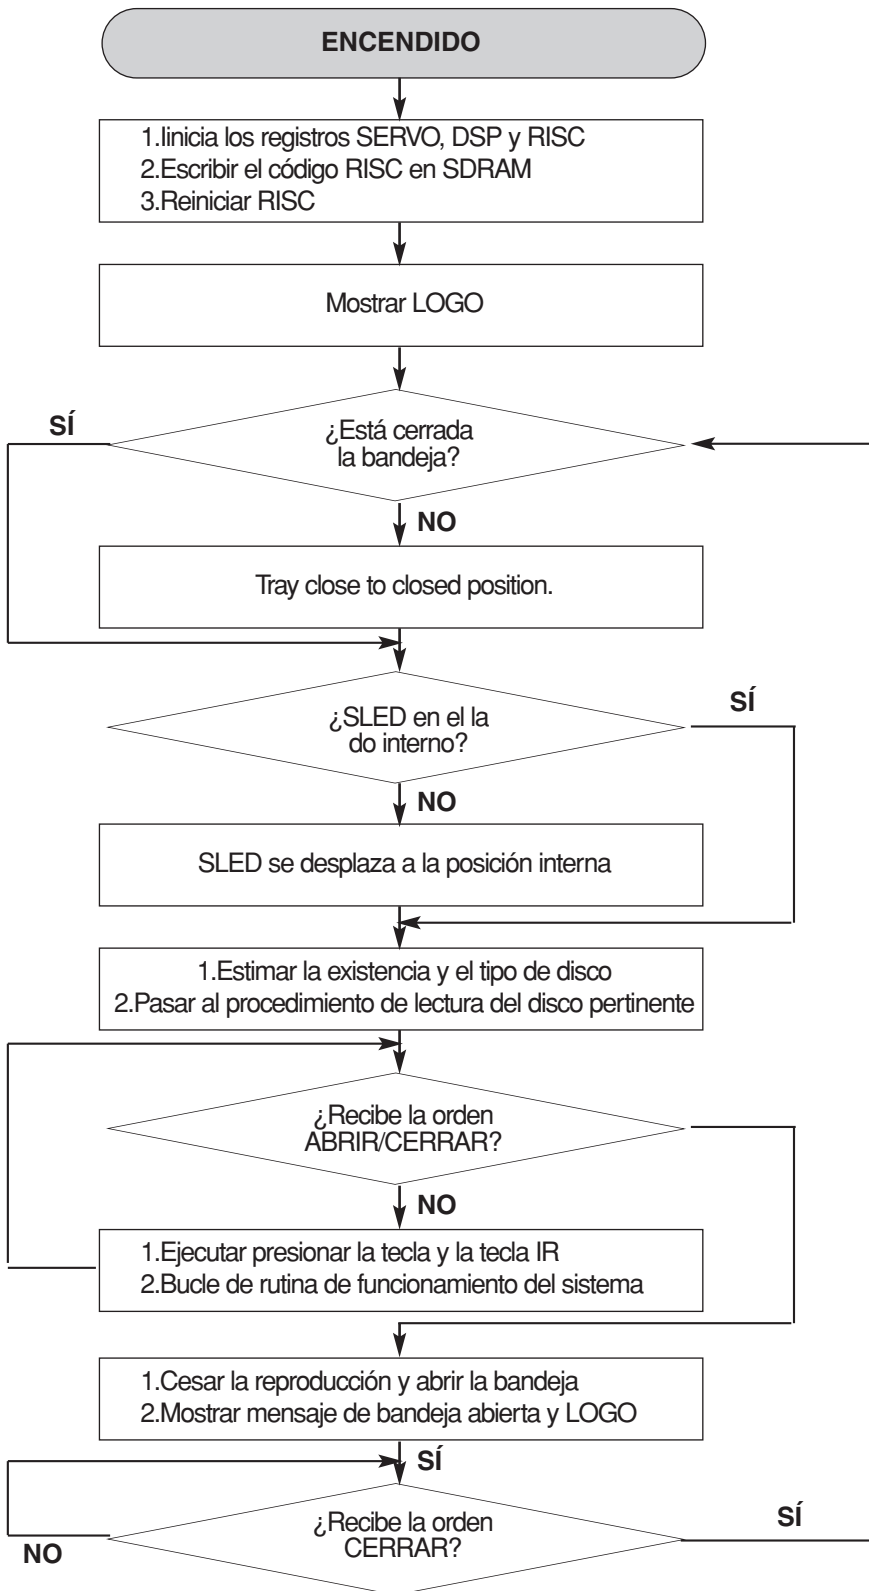 ENCENDIDO
1.Iinicia los registros SERVO, DSP y RISC
2.Escribir el código RISC en SDRAM
3.Reiniciar RISC
Mostrar LOGO
SÍ
¿Está cerrada
la bandeja?
NO
Tray close to closed position.
¿SLED en el la
do interno?
SÍ
NO
SLED se desplaza a la posición interna
1.Estimar la existencia y el tipo de disco
2.Pasar al procedimiento de lectura del disco pertinente
¿Recibe la orden
ABRIR/CERRAR?
NO
1.Ejecutar presionar la tecla y la tecla IR
2.Bucle de rutina de funcionamiento del sistema
1.Cesar la reproducción y abrir la bandeja
2.Mostrar mensaje de bandeja abierta y LOGO
SÍ
¿Recibe la orden
CERRAR?
SÍ
NO